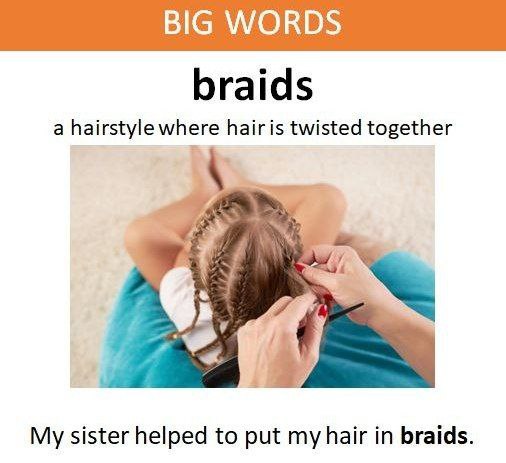 BIG WORDS
braids
a hairstyle where hair is twisted together
My sister helped to put my hair in braids.